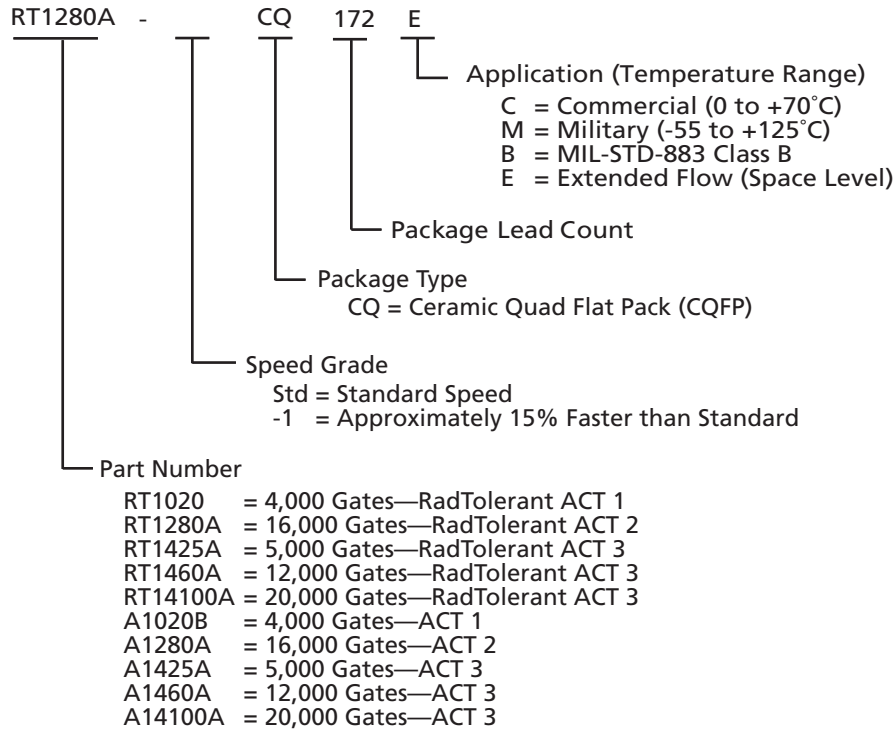 RT1280A - CQ 172 E
Application (Temperature Range)
C = Commercial (0 to +70˚C)
M = Military (-55 to +125˚C)
B = MIL-STD-883 Class B
E = Extended Flow (Space Level)
Package Lead Count
Package Type
CQ = Ceramic Quad Flat Pack (CQFP)
Speed Grade
Std = Standard Speed
-1 = Approximately 15% Faster than Standard
Part Number
RT1020 = 4,000 Gates—RadTolerant ACT 1
RT1280A = 16,000 Gates—RadTolerant ACT 2
RT1425A = 5,000 Gates—RadTolerant ACT 3
RT1460A = 12,000 Gates—RadTolerant ACT 3
RT14100A = 20,000 Gates—RadTolerant ACT 3
A1020B = 4,000 Gates—ACT 1
A1280A = 16,000 Gates—ACT 2
A1425A = 5,000 Gates—ACT 3
A1460A = 12,000 Gates—ACT 3
A14100A = 20,000 Gates—ACT 3